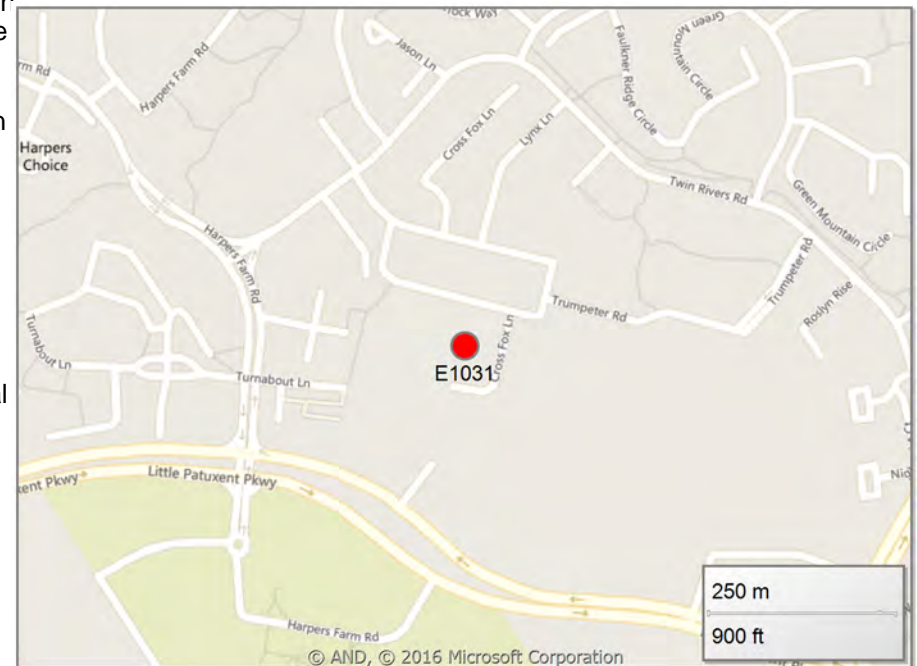 Jason Ln
Harpers Farm Rd
Faulkner Ridge Circle
Green Mountain Circle
Cross Fox Ln
Lynx Ln
Harpers
Choice
Twin Rivers Rd
Green Mountain Circle
Harpers Farm Rd
Trumpeter Rd
Roslyn Rise
Trumpeter Rd
Turnabout Ln
Cross Fox Ln
E1031
Turnabout Ln
Little Patuxent Pkwy
Harpers Farm Rd
250 m
900 ft
© AND, © 2016 Microsoft Corporation